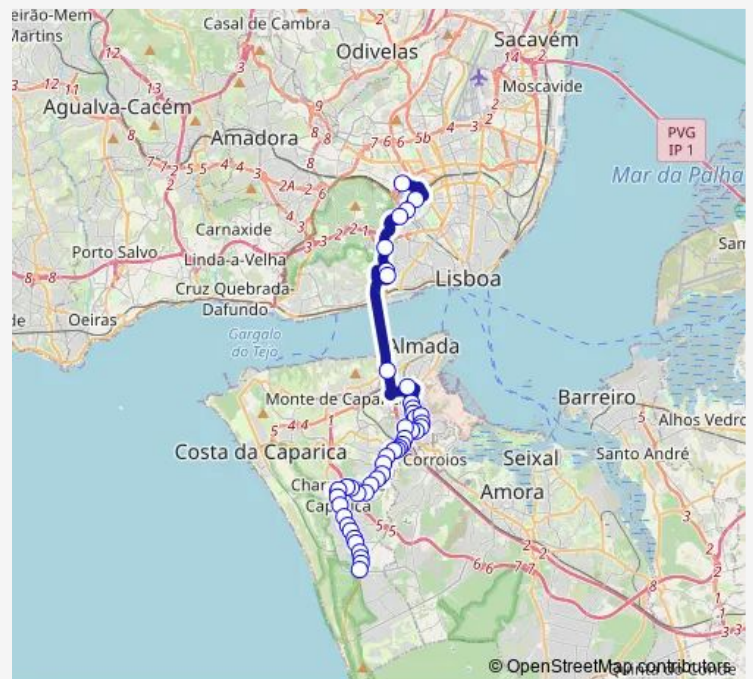 eirão-Mem
Martins
Casal de Cambra
Sacavém
Odivelas
Moscavide
Agualva-Cacém
Amadora
PVG
IP 1
Mar da Palha
Carnaxide
Porto Salvo
Linda-a-Velha
Lisboa
Cruz Quebrada-
Dafundo
Oeiras
Gargalo
do Tejo
Almada
Monte de
Barreiro
Alhos Vedro
Costa da Caparica
Seixal
Santo André
Corroios
Amora
© OpenStreetMap contributors